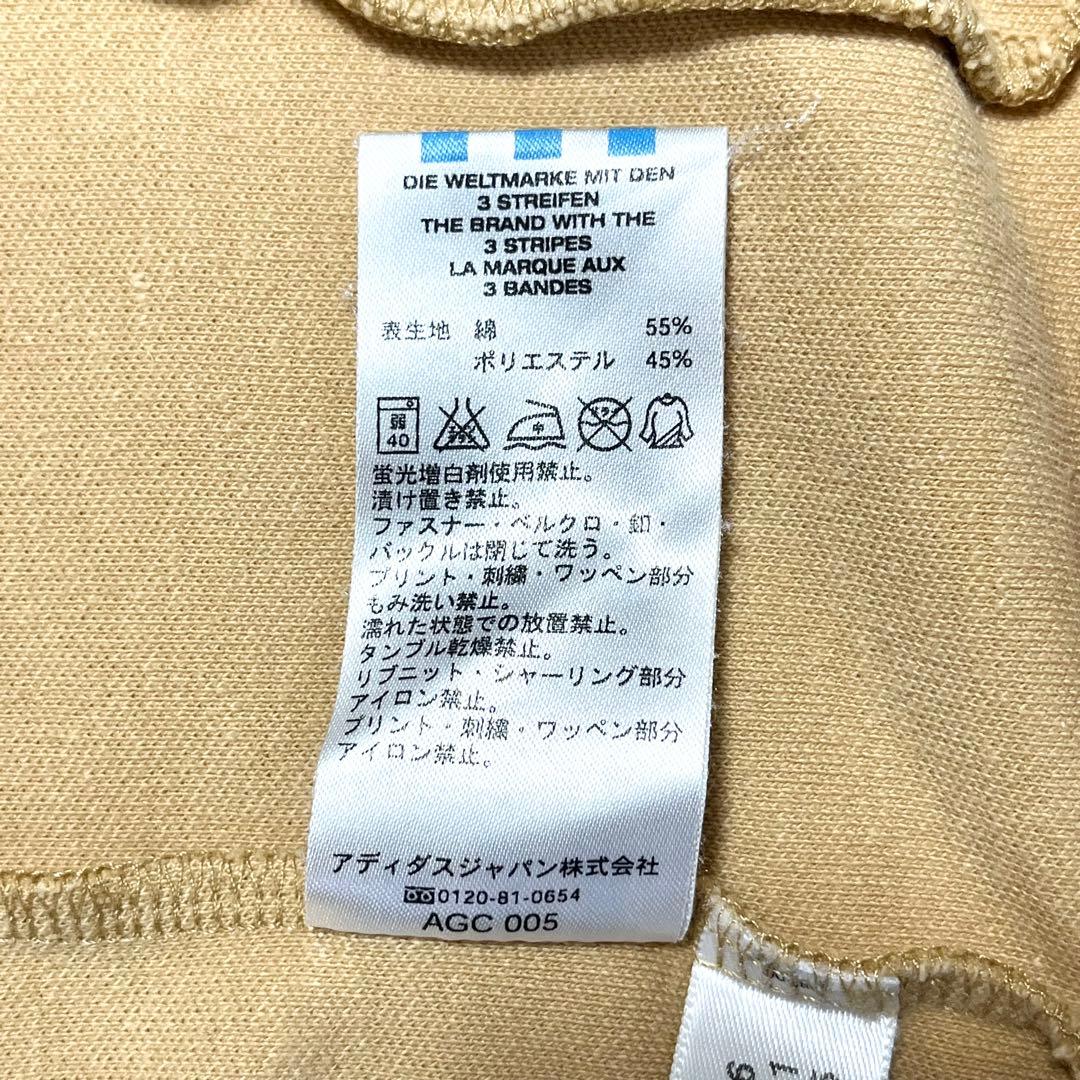 DIE WELTMARKE MIT DEN
3 STREIFEN
THE BRAND WITH THE
3 STRIPES
LA MARQUE AUX
3 BANDES
表生地 綿 55%
ポリエステル 45%
弱 40 中 ドライ
蛍光増白剤使用禁止。
漬け置き禁止。
ファスナー・ベルクロ・釦・
バックルは閉じて洗う。
プリント・刺繍・ワッペン部分
もみ洗い禁止。
濡れた状態での放置禁止。
タンブル乾燥禁止。
リブニット・シャーリング部分
アイロン禁止。
プリント・刺繍・ワッペン部分
アイロン禁止。
アディダスジャパン株式会社
0120-81-0654
AGC 005